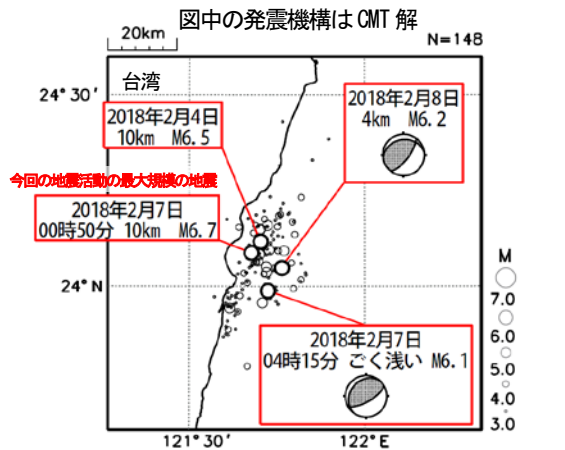 図中の発震機構は CMT 解
20km
N=148
台湾
24°30′
2018年2月4日
10km M6.5
2018年2月8日
4km M6.2
今回の地震活動の最大規模の地震
2018年2月7日
00時50分 10km M6.7
24°N
M
7.0
6.0
5.0
4.0
3.0
2018年2月7日
04時15分 ごく浅い M6.1
121°30′
122°E